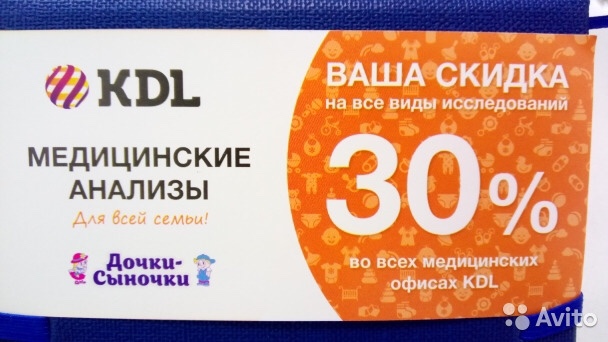 KDL
МЕДИЦИНСКИЕ
АНАЛИЗЫ
Для всей семьи!
Дочки-
Сыночки
ВАША СКИДКА
на все виды исследований
30%
во всех медицинских
офисах KDL
Avito